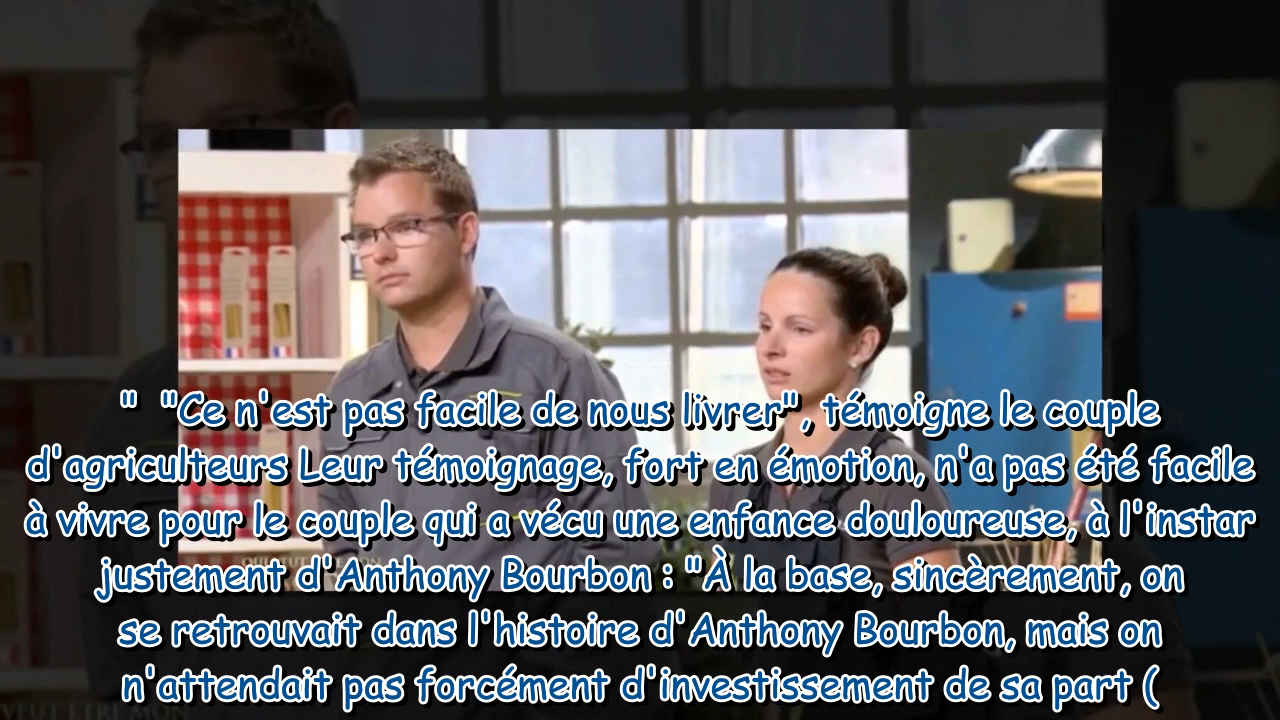 " "Ce n'est pas facile de nous livrer", témoigne le couple
d'agriculteurs Leur témoignage, fort en émotion, n'a pas été facile
à vivre pour le couple qui a vécu une enfance douloureuse, à l'instar
justement d'Anthony Bourbon : "À la base, sincèrement, on
se retrouvait dans l'histoire d'Anthony Bourbon, mais on
n'attendait pas forcément d'investissement de sa part (